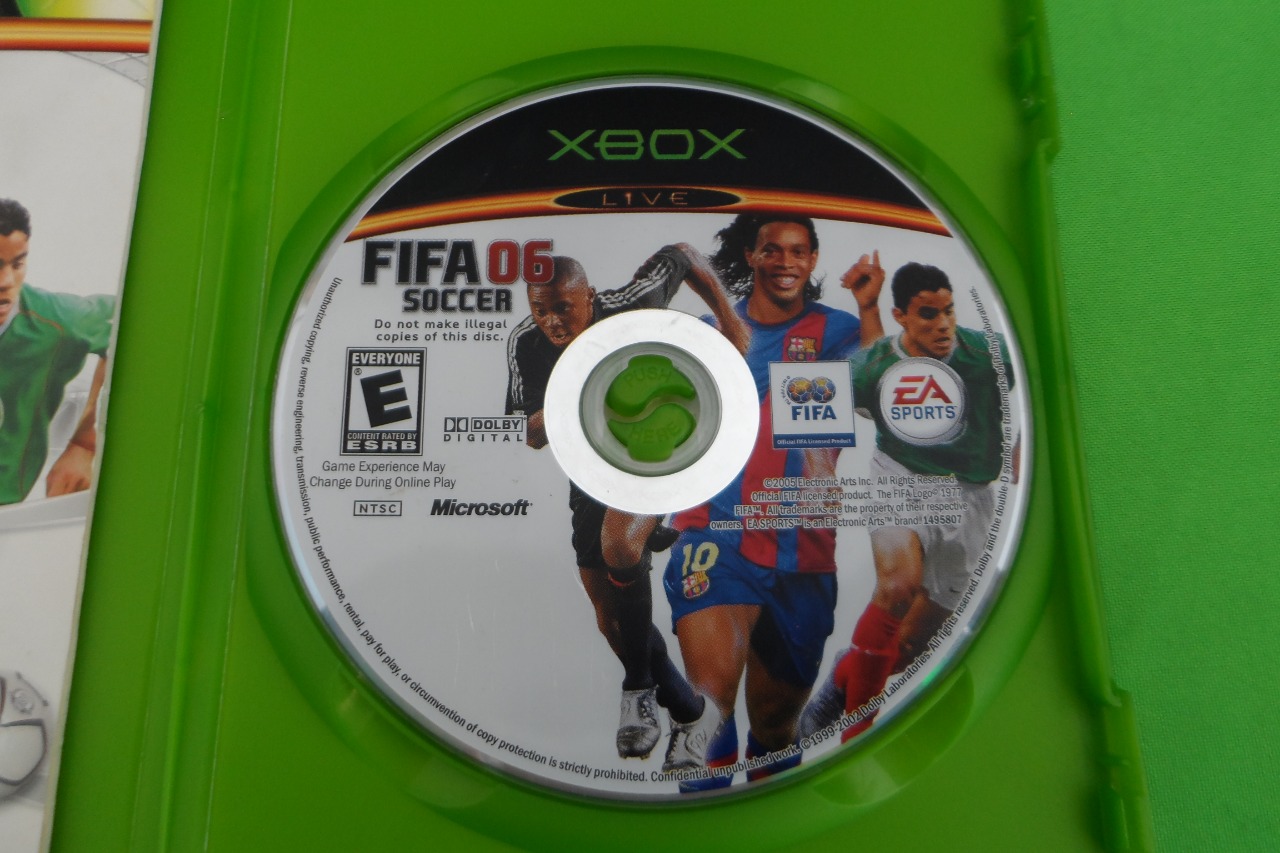 XBOX
LIVE
FIFA 06
SOCCER
Do not make illegal
copies of this disc.
EVERYONE
E
®
CONTENT RATED BY
ESRB
DOLBY
DIGITAL
Game Experience May
Change During Online Play
NTSC
Microsoft®
PUSH
HERE
10
FIFA
Official FIFA Licensed Product
EA
SPORTS™
©2005 Electronic Arts Inc. All Rights Reserved.
Official FIFA licensed product. The FIFA Logo© 1977
FIFA™. All trademarks are the property of their respective
owners. EA SPORTS™ is an Electronic Arts™ brand. 1495807
Unauthorized copying, reverse engineering, transmission, public performance, rental, pay for play, or circumvention of copy protection is strictly prohibited. Confidential unpublished work. ©1999-2002 Dolby Laboratories. All rights reserved. Dolby and the double-D symbol are trademarks of Dolby Laboratories.